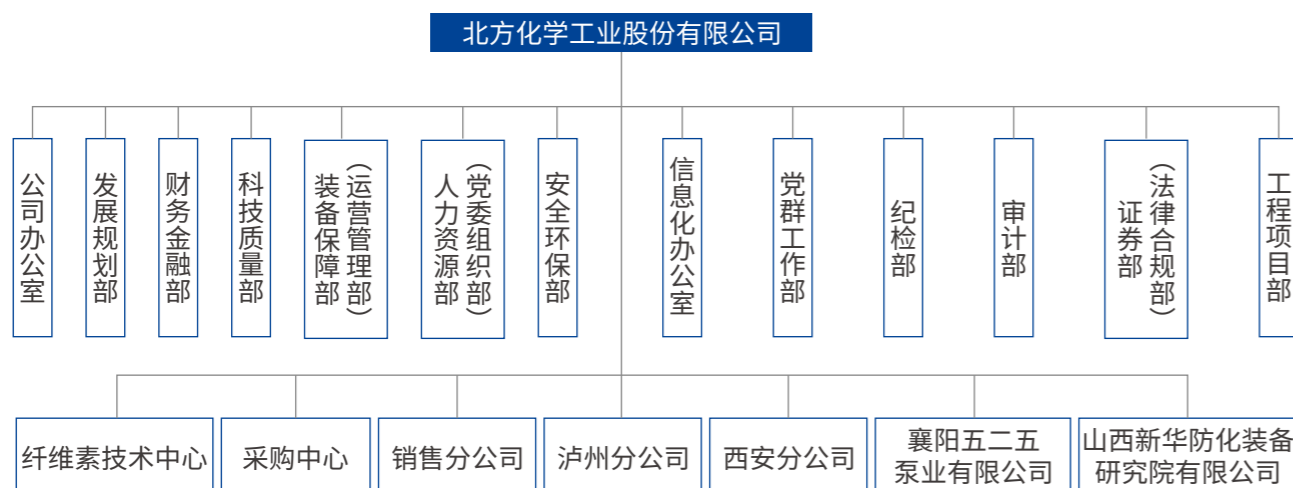 北方化学工业股份有限公司
公司办公室
发展规划部
财务金融部
科技质量部
装备保障部
（运营管理部）
人力资源部
（党委组织部）
安全环保部
信息化办公室
党群工作部
纪检部
审计部
证券部
（法律合规部）
工程项目部
纤维素技术中心
采购中心
销售分公司
泸州分公司
西安分公司
襄阳五二五
泵业有限公司
山西新华防化装备
研究院有限公司